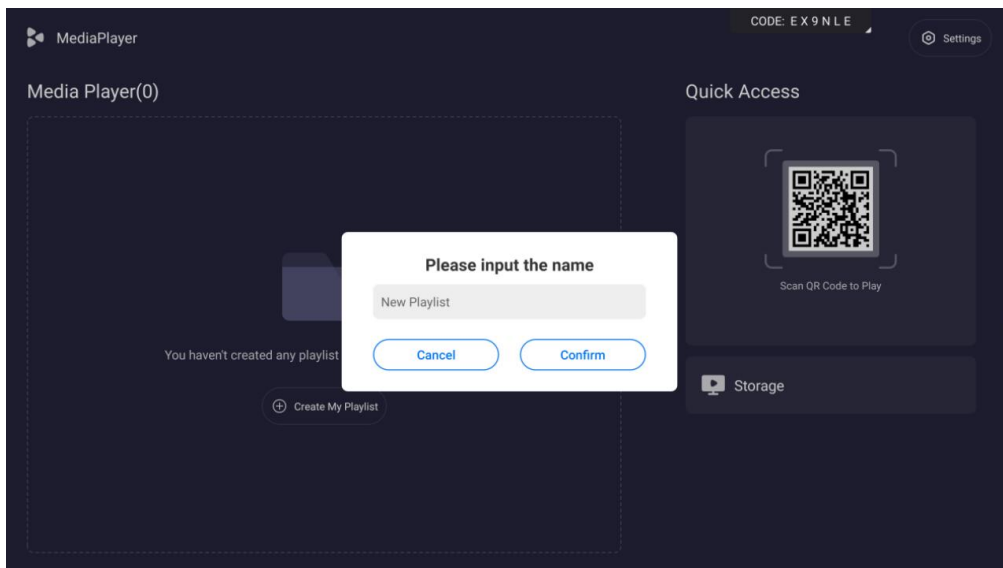 MediaPlayer
CODE: E X 9 N L E
Settings
Media Player(0)
Quick Access
Please input the name
New Playlist
Cancel
Confirm
Scan QR Code to Play
You haven't created any playlist
Create My Playlist
Storage